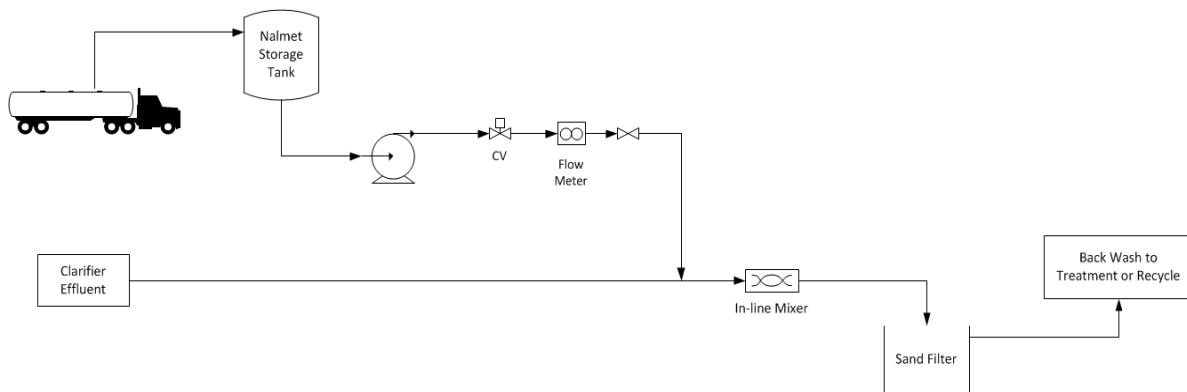 Nalmet
Storage
Tank
CV
Flow
Meter
Clarifier
Effluent
In-line Mixer
Sand Filter
Back Wash to
Treatment or Recycle